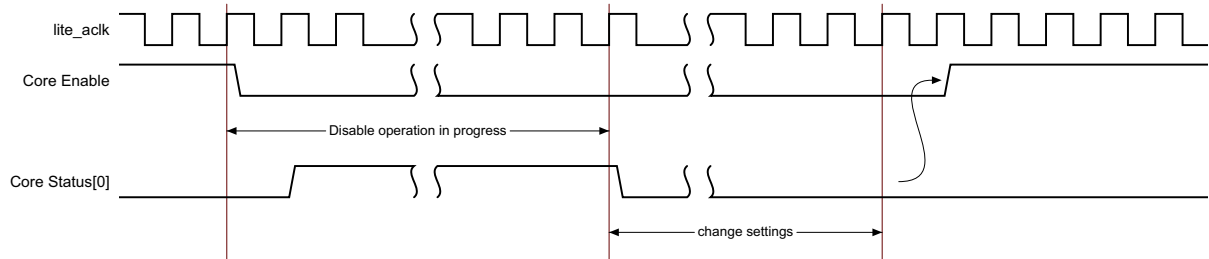 lite_aclk
Core Enable
Disable operation in progress
Core Status[0]
change settings